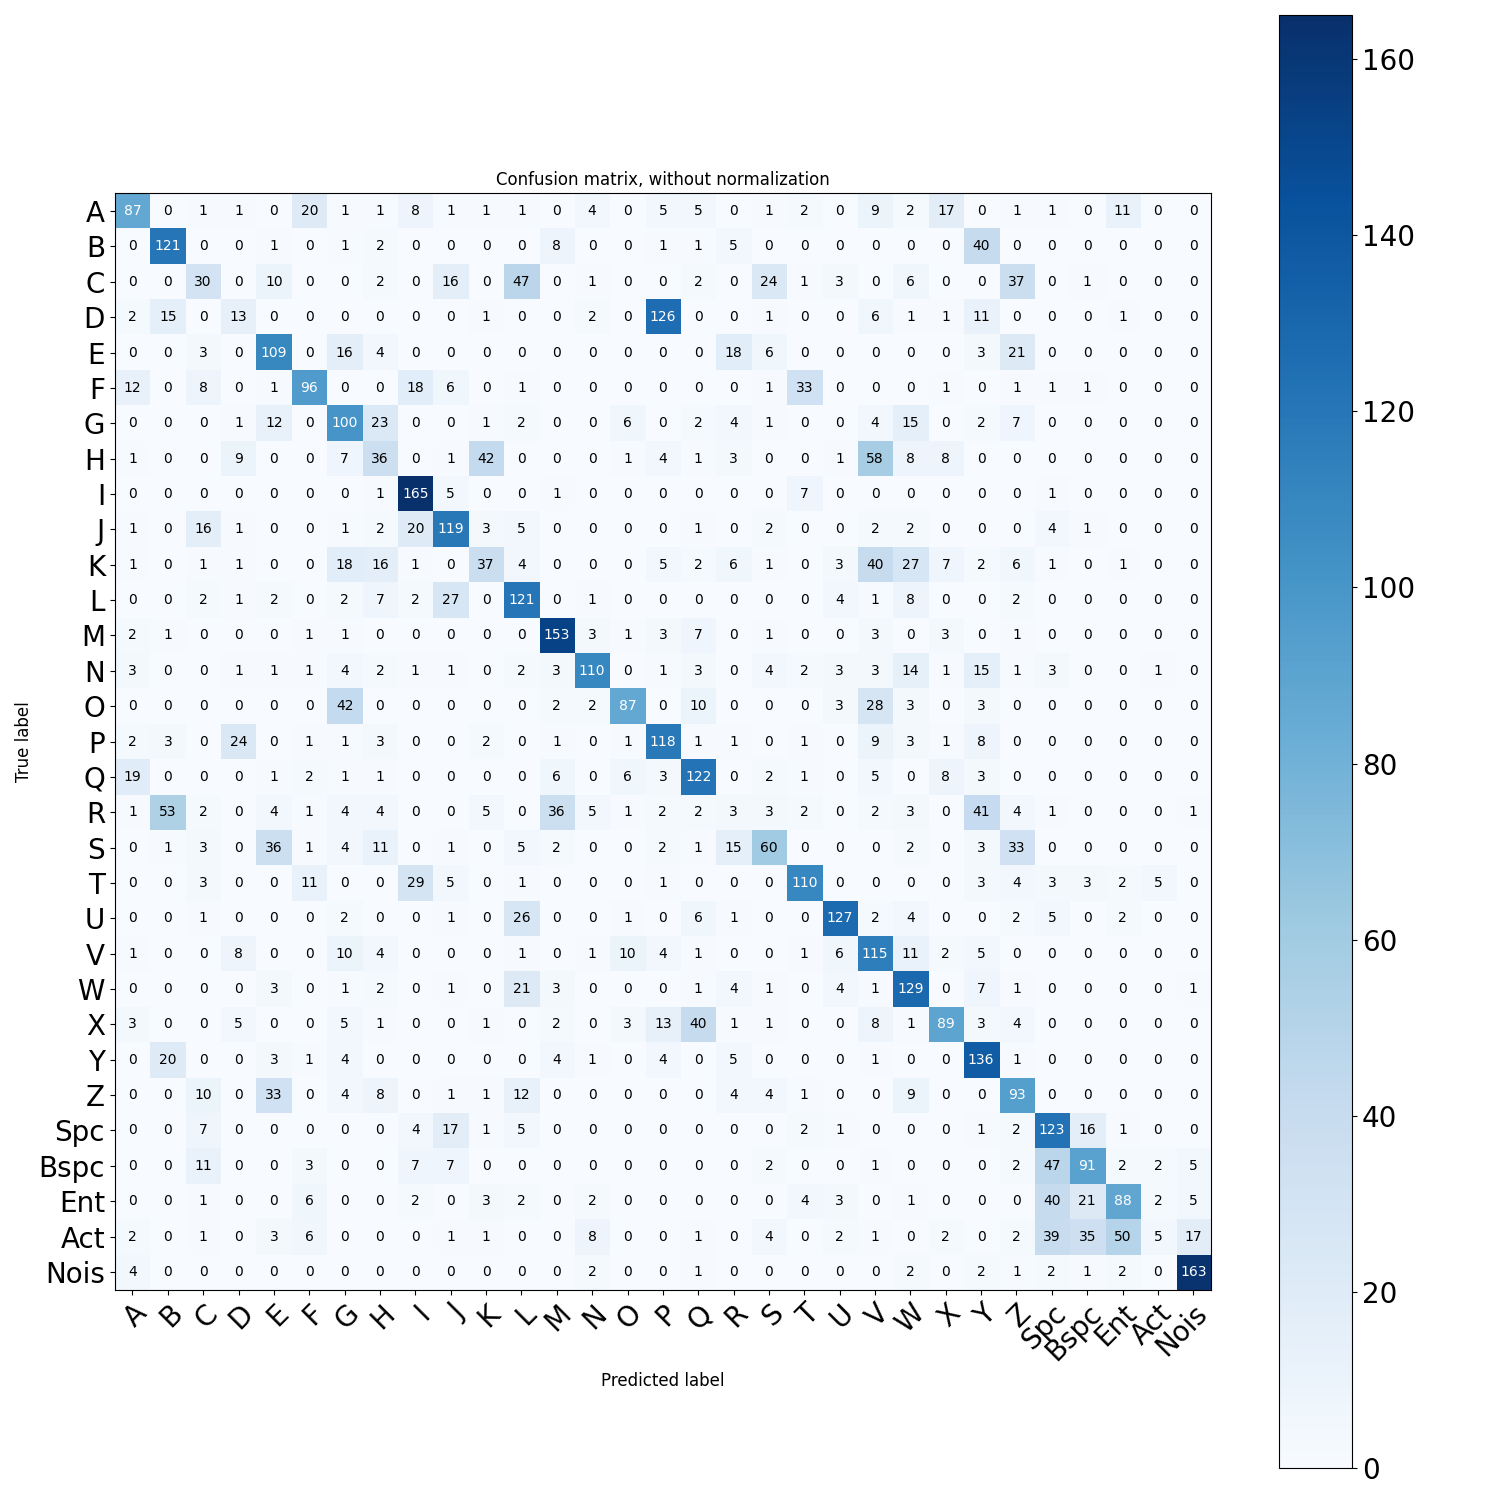 Confusion matrix, without normalization
A 87 0 1 1 0 20 1 1 8 1 1 1 0 4 0 5 5 0 1 2 0 9 2 17 0 1 1 0 11 0 0
B 0 121 0 0 1 0 1 2 0 0 0 0 8 0 0 1 1 5 0 0 0 0 0 0 40 0 0 0 0 0 0
C 0 0 30 0 10 0 0 2 0 16 0 47 0 1 0 0 2 0 24 1 3 0 6 0 0 37 0 1 0 0 0
D 2 15 0 13 0 0 0 0 0 0 1 0 0 2 0 126 0 0 1 0 0 6 1 1 11 0 0 0 1 0 0
E 0 0 3 0 109 0 16 4 0 0 0 0 0 0 0 0 0 18 6 0 0 0 0 0 3 21 0 0 0 0 0
F 12 0 8 0 1 96 0 0 18 6 0 1 0 0 0 0 0 0 1 33 0 0 0 1 0 1 1 1 0 0 0
G 0 0 0 1 12 0 100 23 0 0 1 2 0 0 6 0 2 4 1 0 0 4 15 0 2 7 0 0 0 0 0
H 1 0 0 9 0 0 7 36 0 1 42 0 0 0 1 4 1 3 0 0 1 58 8 8 0 0 0 0 0 0 0
I 0 0 0 0 0 0 0 1 165 5 0 0 1 0 0 0 0 0 0 7 0 0 0 0 0 0 1 0 0 0 0
J 1 0 16 1 0 0 1 2 20 119 3 5 0 0 0 0 1 0 2 0 0 2 2 0 0 0 4 1 0 0 0
K 1 0 1 1 0 0 18 16 1 0 37 4 0 0 0 5 2 6 1 0 3 40 27 7 2 6 1 0 1 0 0
L 0 0 2 1 2 0 2 7 2 27 0 121 0 1 0 0 0 0 0 0 4 1 8 0 0 2 0 0 0 0 0
M 2 1 0 0 0 1 1 0 0 0 0 0 153 3 1 3 7 0 1 0 0 3 0 3 0 1 0 0 0 0 0
N 3 0 0 1 1 1 4 2 1 1 0 2 3 110 0 1 3 0 4 2 3 3 14 1 15 1 3 0 0 1 0
O 0 0 0 0 0 0 42 0 0 0 0 0 2 2 87 0 10 0 0 0 3 28 3 0 3 0 0 0 0 0 0
P 2 3 0 24 0 1 1 3 0 0 2 0 1 0 1 118 1 1 0 1 0 9 3 1 8 0 0 0 0 0 0
Q 19 0 0 0 1 2 1 1 0 0 0 0 6 0 6 3 122 0 2 1 0 5 0 8 3 0 0 0 0 0 0
R 1 53 2 0 4 1 4 4 0 0 5 0 36 5 1 2 2 3 3 2 0 2 3 0 41 4 1 0 0 0 1
S 0 1 3 0 36 1 4 11 0 1 0 5 2 0 0 2 1 15 60 0 0 0 2 0 3 33 0 0 0 0 0
T 0 0 3 0 0 11 0 0 29 5 0 1 0 0 0 1 0 0 0 110 0 0 0 0 3 4 3 3 2 5 0
U 0 0 1 0 0 0 2 0 0 1 0 26 0 0 1 0 6 1 0 0 127 2 4 0 0 2 5 0 2 0 0
V 1 0 0 8 0 0 10 4 0 0 0 1 0 1 10 4 1 0 0 1 6 115 11 2 5 0 0 0 0 0 0
W 0 0 0 0 3 0 1 2 0 1 0 21 3 0 0 0 1 4 1 0 4 1 129 0 7 1 0 0 0 0 1
X 3 0 0 5 0 0 5 1 0 0 1 0 2 0 3 13 40 1 1 0 0 8 1 89 3 4 0 0 0 0 0
Y 0 20 0 0 3 1 4 0 0 0 0 0 4 1 0 4 0 5 0 0 0 1 0 0 136 1 0 0 0 0 0
Z 0 0 10 0 33 0 4 8 0 1 1 12 0 0 0 0 0 4 4 1 0 0 9 0 0 93 0 0 0 0 0
Spc 0 0 7 0 0 0 0 0 4 17 1 5 0 0 0 0 0 0 0 2 1 0 0 0 1 2 123 16 1 0 0
Bspc 0 0 11 0 0 3 0 0 7 7 0 0 0 0 0 0 0 0 2 0 0 1 0 0 0 2 47 91 2 2 5
Ent 0 0 1 0 0 6 0 0 2 0 3 2 0 2 0 0 0 0 0 4 3 0 1 0 0 0 40 21 88 2 5
Act 2 0 1 0 3 6 0 0 0 1 1 0 0 8 0 0 1 0 4 0 2 1 0 2 0 2 39 35 50 5 17
Nois 4 0 0 0 0 0 0 0 0 0 0 0 0 2 0 0 1 0 0 0 0 0 2 0 2 1 2 1 2 0 163
A B C D E F G H I J K L M N O P Q R S T U V W X Y Z Spc Bspc Ent Act Nois
True label
Predicted label
160
140
120
100
80
60
40
20
0